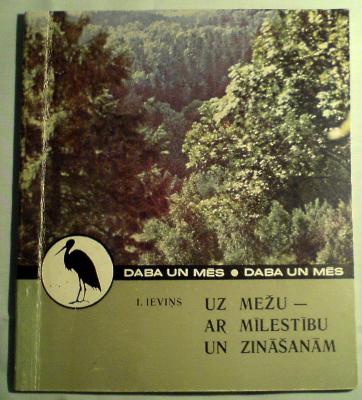 DABA UN MĒS ● DABA UN MĒS
I. IEVIŅŠ
UZ MEŽU —
AR MĪLESTĪBU
UN ZINĀŠANĀM